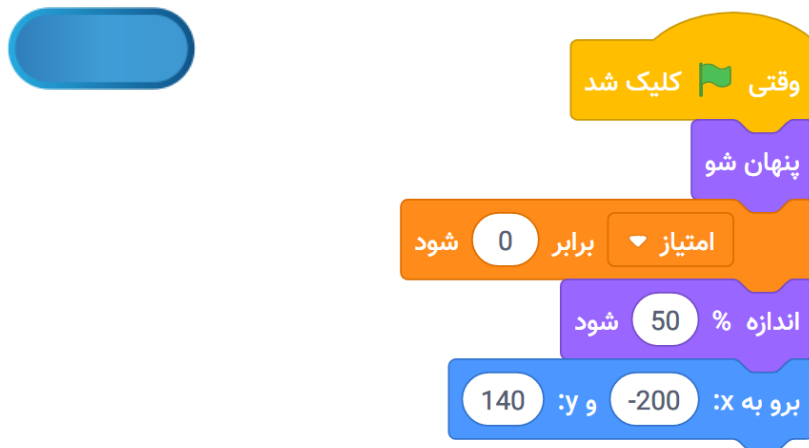 وقتی کلیک شد
پنهان شو
امتیاز برابر 0 شود
اندازه % 50 شود
برو به x: -200 و y: 140